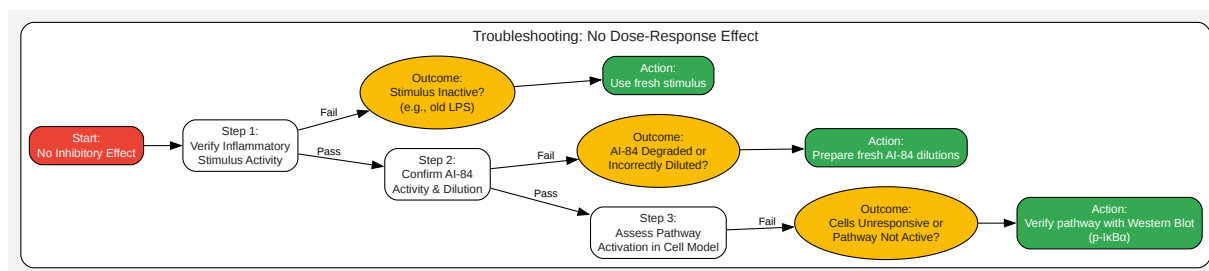 Troubleshooting: No Dose-Response Effect
Start:
No Inhibitory Effect
Step 1:
Verify Inflammatory
Stimulus Activity
Fail
Outcome:
Stimulus Inactive?
(e.g., old LPS)
Action:
Use fresh stimulus
Pass
Step 2:
Confirm AI-84
Activity & Dilution
Fail
Outcome:
AI-84 Degraded or
Incorrectly Diluted?
Action:
Prepare fresh AI-84 dilutions
Pass
Step 3:
Assess Pathway
Activation in Cell Model
Fail
Outcome:
Cells Unresponsive or
Pathway Not Active?
Action:
Verify pathway with Western Blot
(p-IκBα)